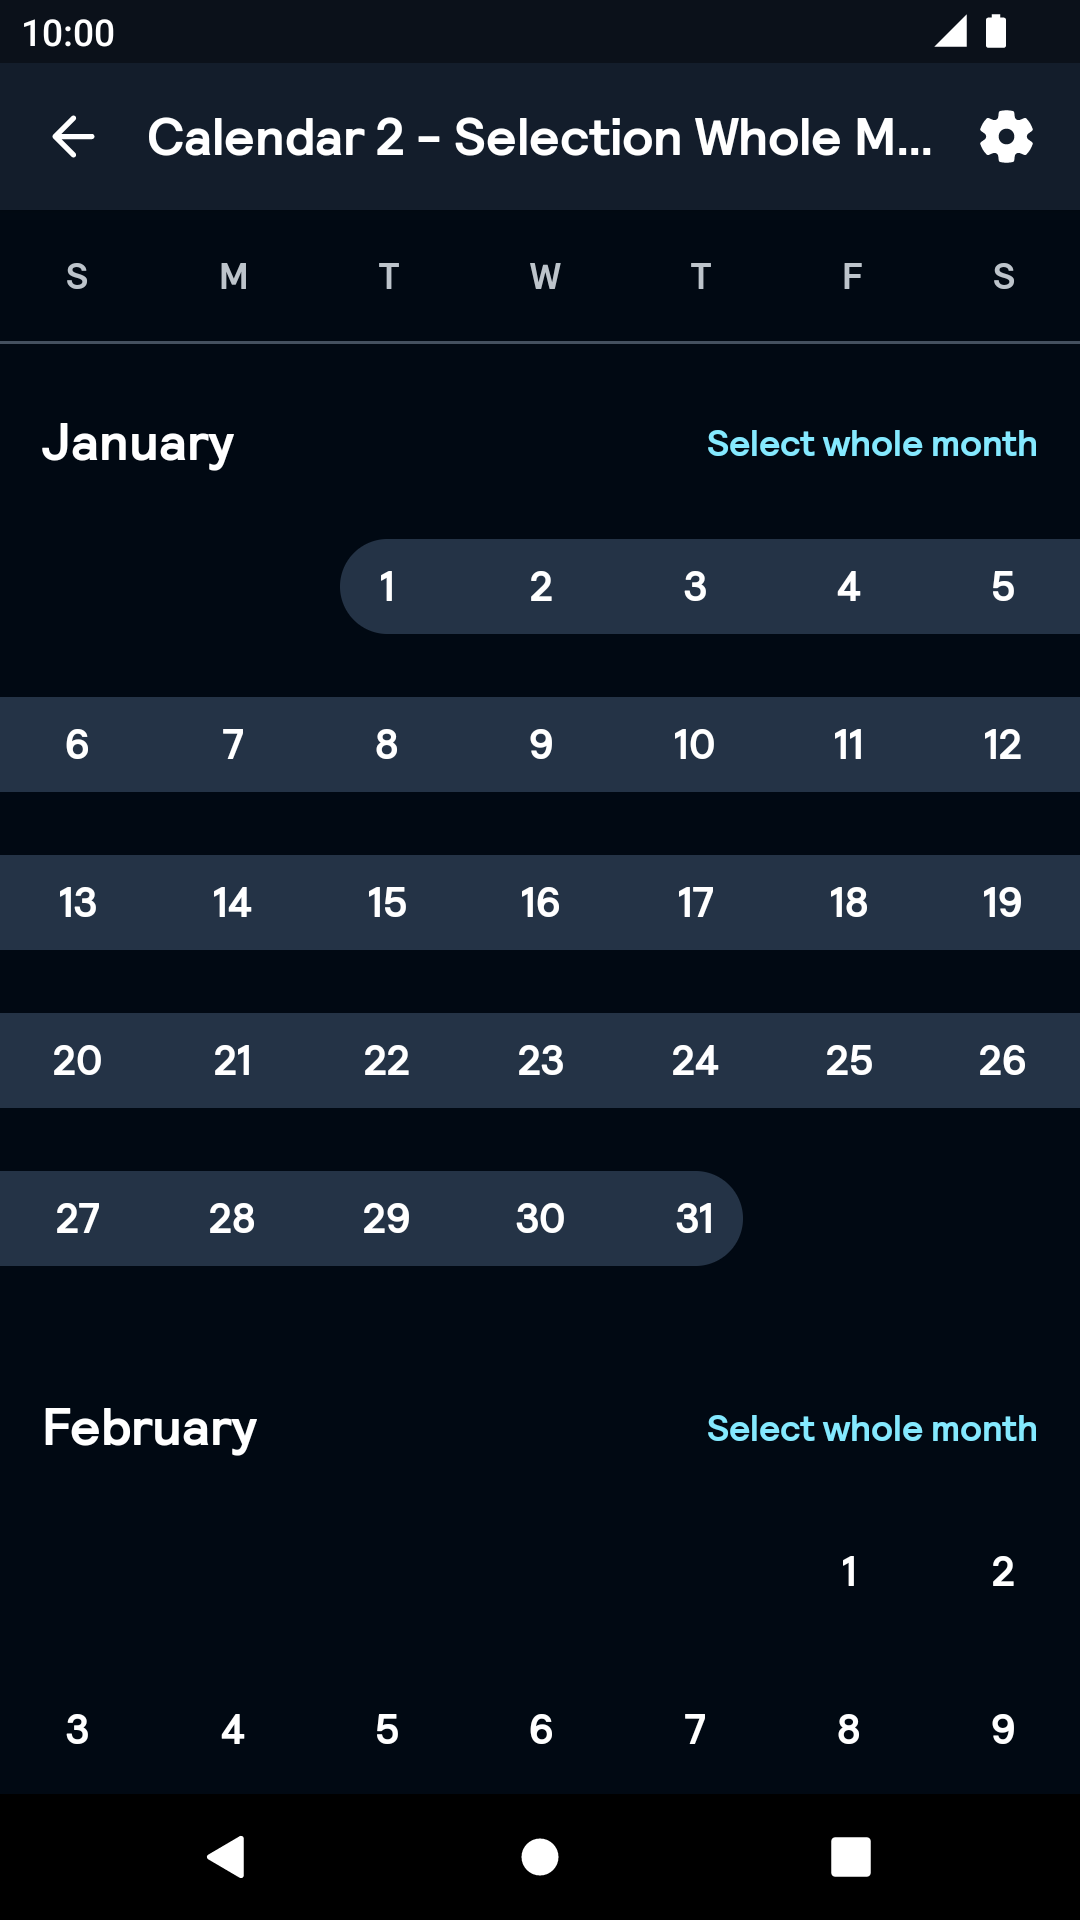 10:00
Calendar 2 - Selection Whole M...
S M T W T F S
January Select whole month
1 2 3 4 5
6 7 8 9 10 11 12
13 14 15 16 17 18 19
20 21 22 23 24 25 26
27 28 29 30 31
February Select whole month
1 2
3 4 5 6 7 8 9